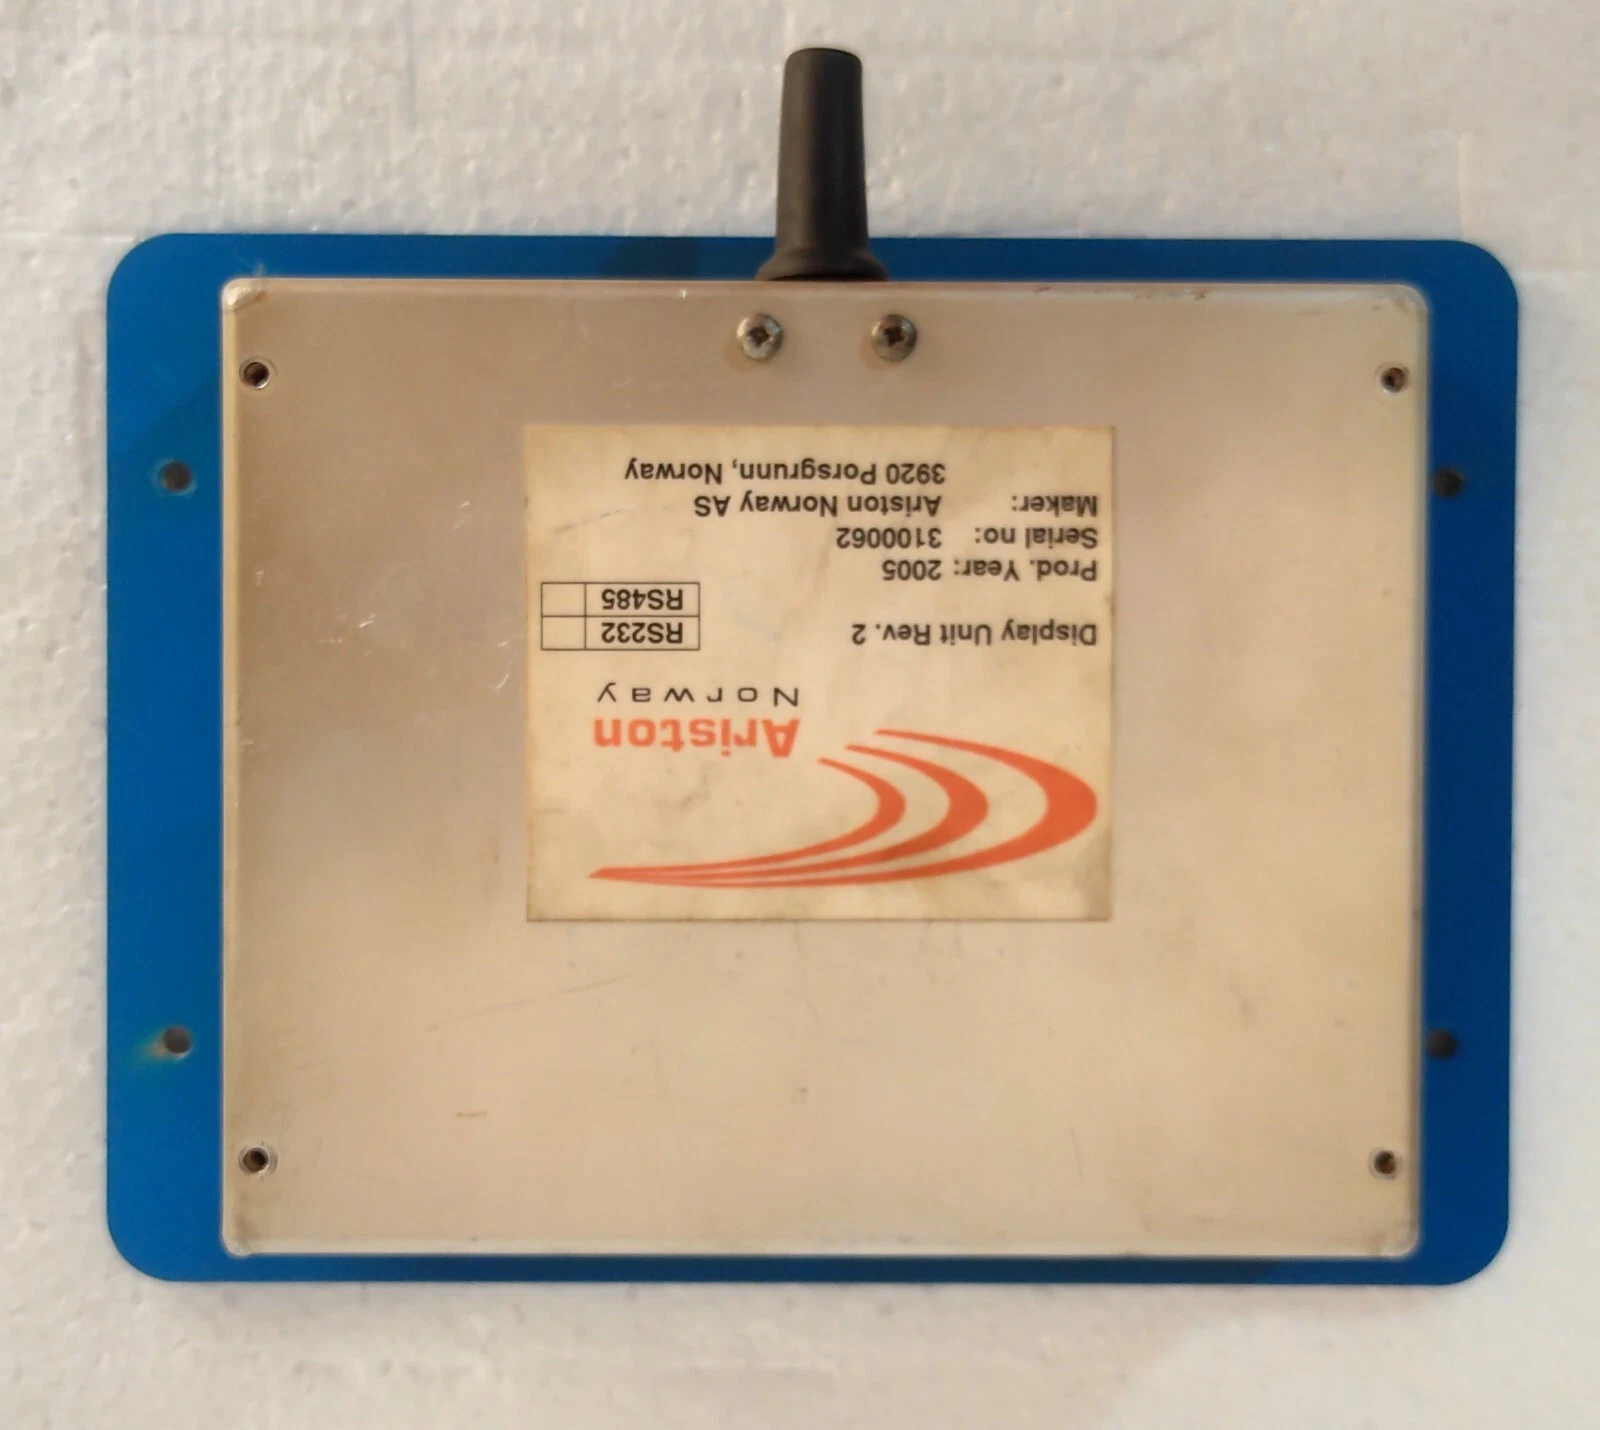 Ariston
Norway
Display Unit Rev. 2
RS232
RS485
Prod. Year: 2005
Serial no: 3100062
Maker: Ariston Norway AS
3920 Porsgrunn, Norway